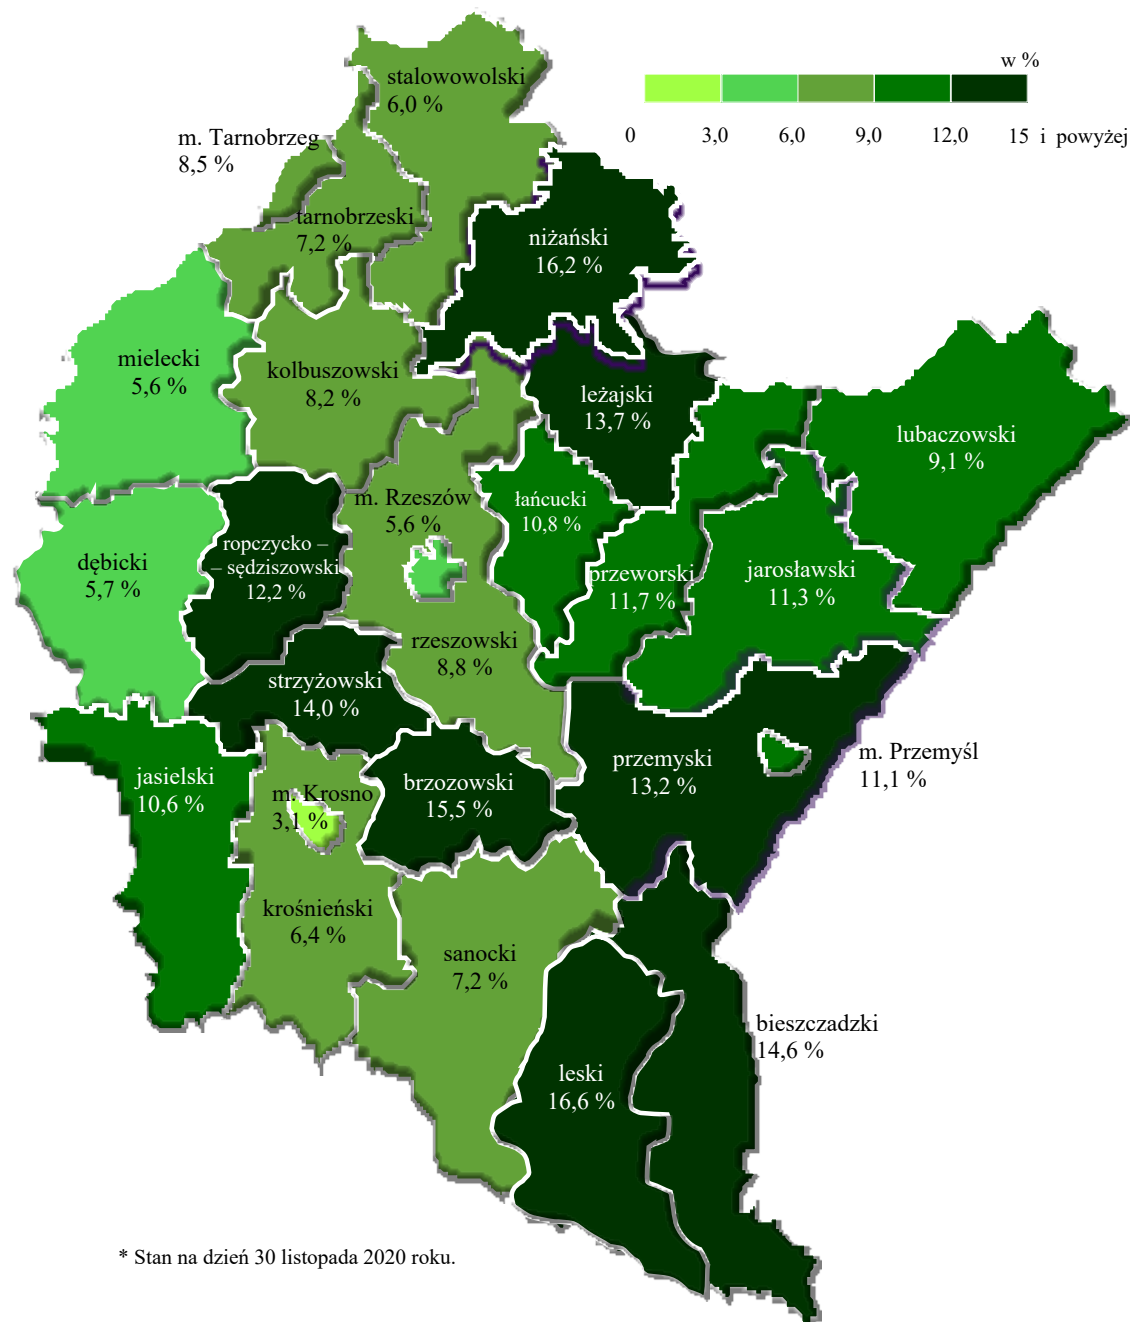 w %
0 3,0 6,0 9,0 12,0 15 i powyżej
stalowowolski
6,0 %
m. Tarnobrzeg
8,5 %
tarnobrzeski
7,2 %
niżański
16,2 %
mielecki
5,6 %
kolbuszowski
8,2 %
leżajski
13,7 %
lubaczowski
9,1 %
m. Rzeszów
5,6 %
łańcucki
10,8 %
ropczycko –
– sędziszowski
12,2 %
dębicki
5,7 %
przeworski
11,7 %
jarosławski
11,3 %
rzeszowski
8,8 %
strzyżowski
14,0 %
przemyski
13,2 %
m. Przemyśl
11,1 %
jasielski
10,6 %
m. Krosno
3,1 %
brzozowski
15,5 %
krośnieński
6,4 %
sanocki
7,2 %
bieszczadzki
14,6 %
leski
16,6 %
* Stan na dzień 30 listopada 2020 roku.